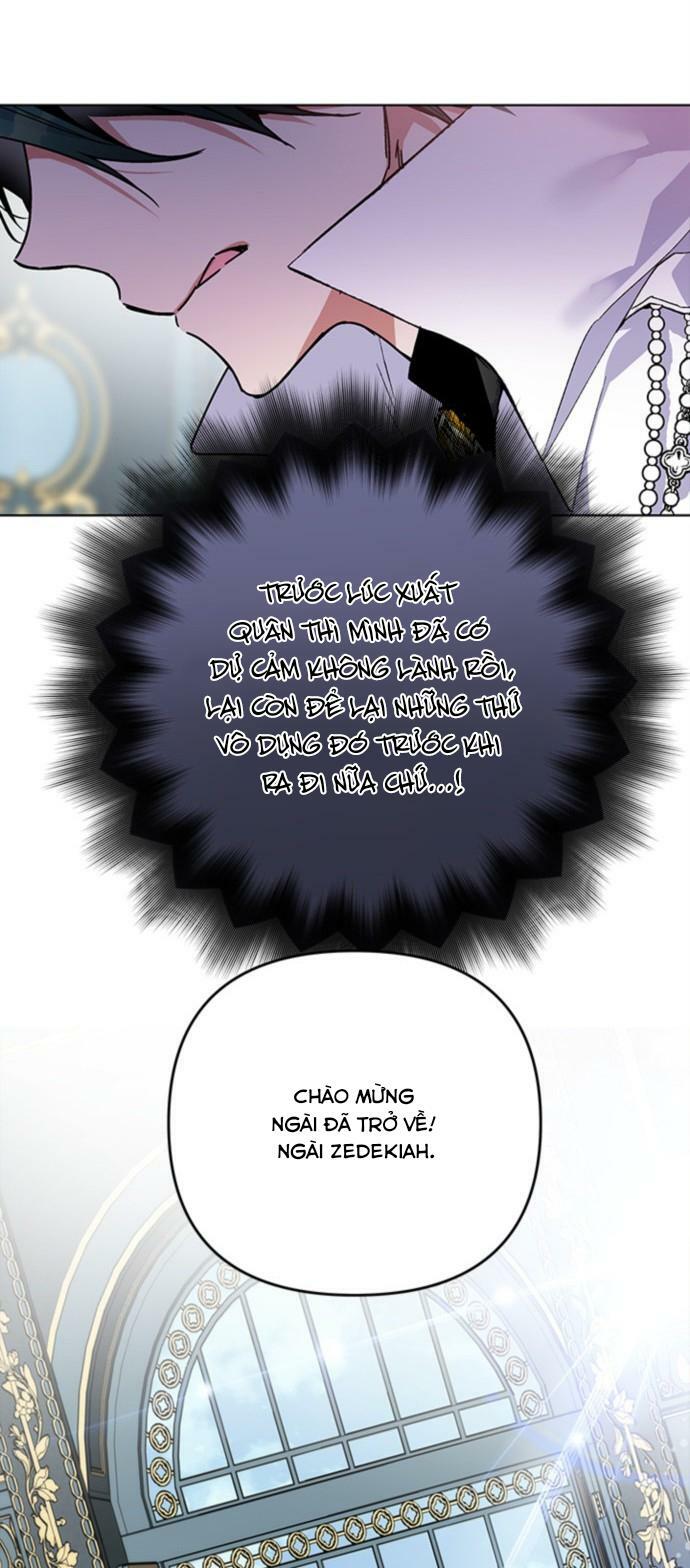 TRƯỚC LÚC XUẤT
QUÂN THÌ MÌNH ĐÃ CÓ
DỰ CẢM KHÔNG LÀNH RỒI,
LẠI CÒN ĐỂ LẠI NHỮNG THỨ
VÔ DỤNG ĐÓ TRƯỚC KHI
RA ĐI NỮA CHỨ...!
CHÀO MỪNG
NGÀI ĐÃ TRỞ VỀ!
NGÀI ZEDEKIAH.